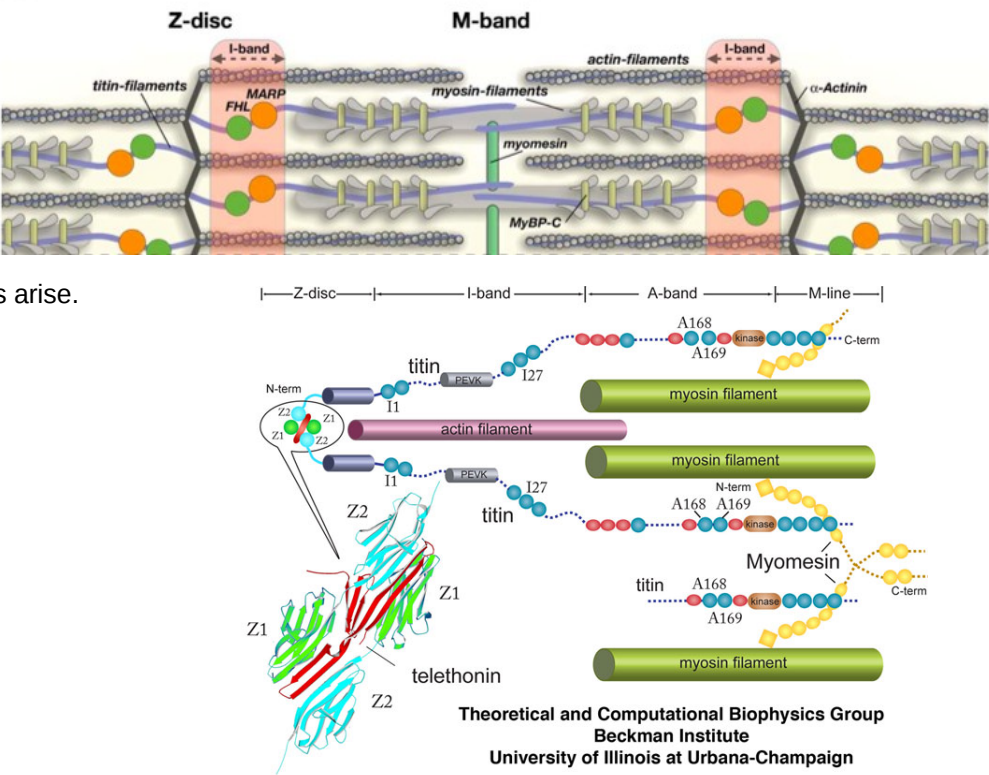 Z-disc M-band
I-band I-band
actin-filaments
titin-filaments MARP myosin-filaments α-Actinin
FHL
myomesin
MyBP-C
s arise.
Z-disc I-band A-band M-line
A168
kinase
titin A169 C-term
PEVK I27
N-term I1 myosin filament
Z2 Z1
Z1 Z2 actin filament
myosin filament
PEVK I27 N-term
I1 A168 A169
titin kinase
Z2
Myomesin
titin A168 C-term
Z1 kinase
Z1 A169
myosin filament
telethonin
Z2
Theoretical and Computational Biophysics Group
Beckman Institute
University of Illinois at Urbana-Champaign